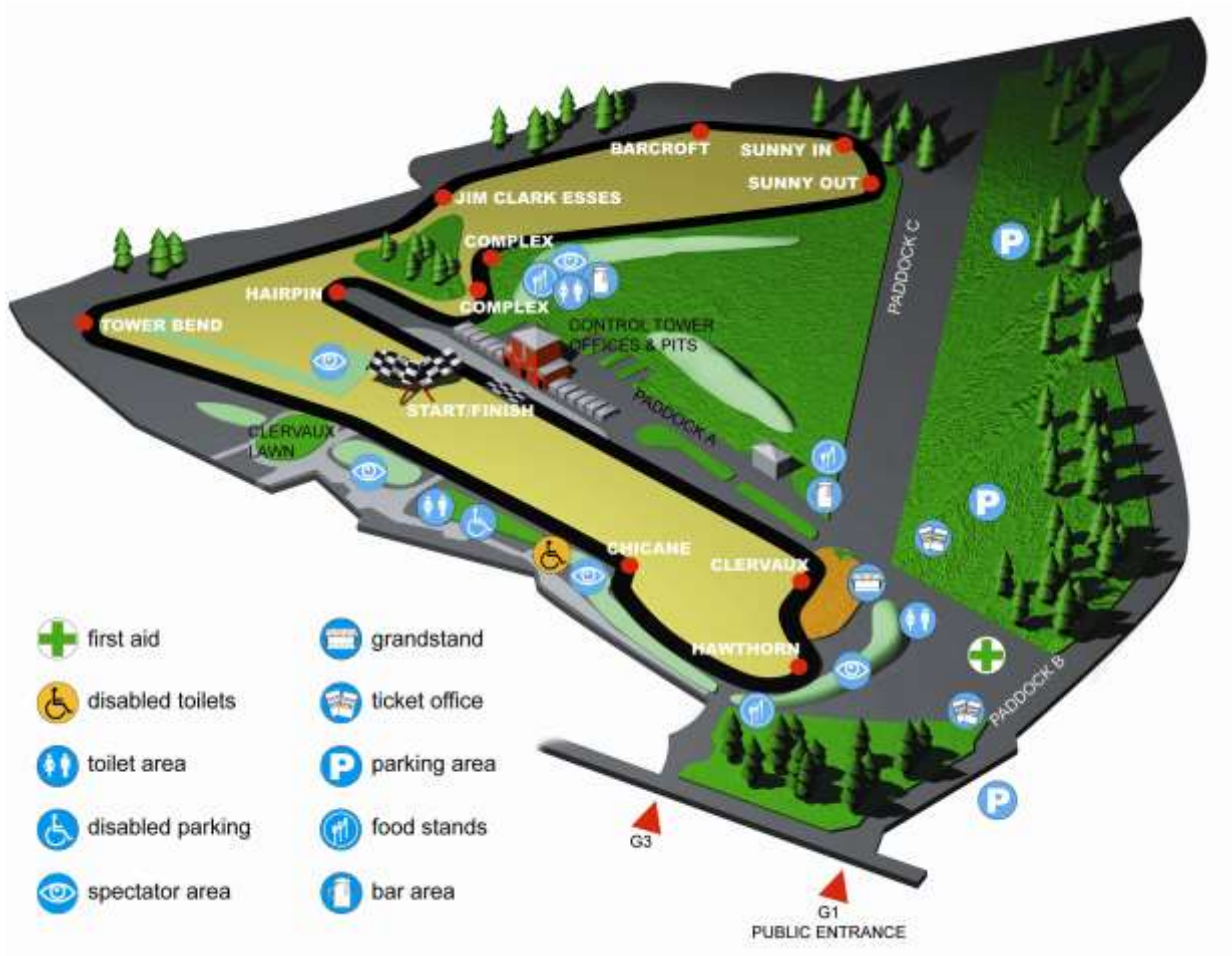 BARCROFT
SUNNY IN
SUNNY OUT
JIM CLARK ESSES
PADDOCK C
COMPLEX
HAIRPIN
COMPLEX
TOWER BEND
CONTROL TOWER
OFFICES & PITS
START/FINISH
PADDOCK A
CLERVAUX
LAWN
CHICANE
CLERVAUX
HAWTHORN
PADDOCK B
first aid
grandstand
disabled toilets
ticket office
toilet area
P
parking area
disabled parking
food stands
spectator area
bar area
P
P
P
G3
G1
PUBLIC ENTRANCE